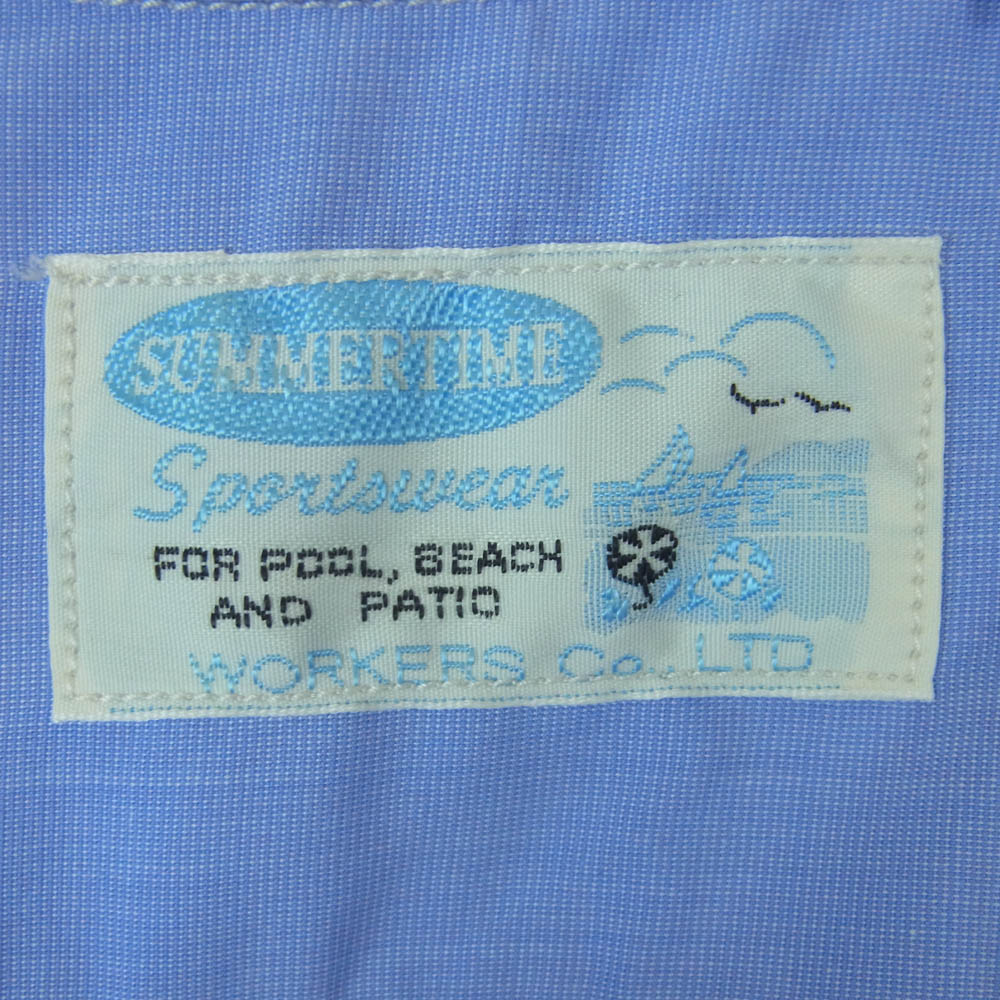 SUMMERTIME
Sportswear
FOR POOL, BEACH
AND PATIO
WORKERS Co., LTD